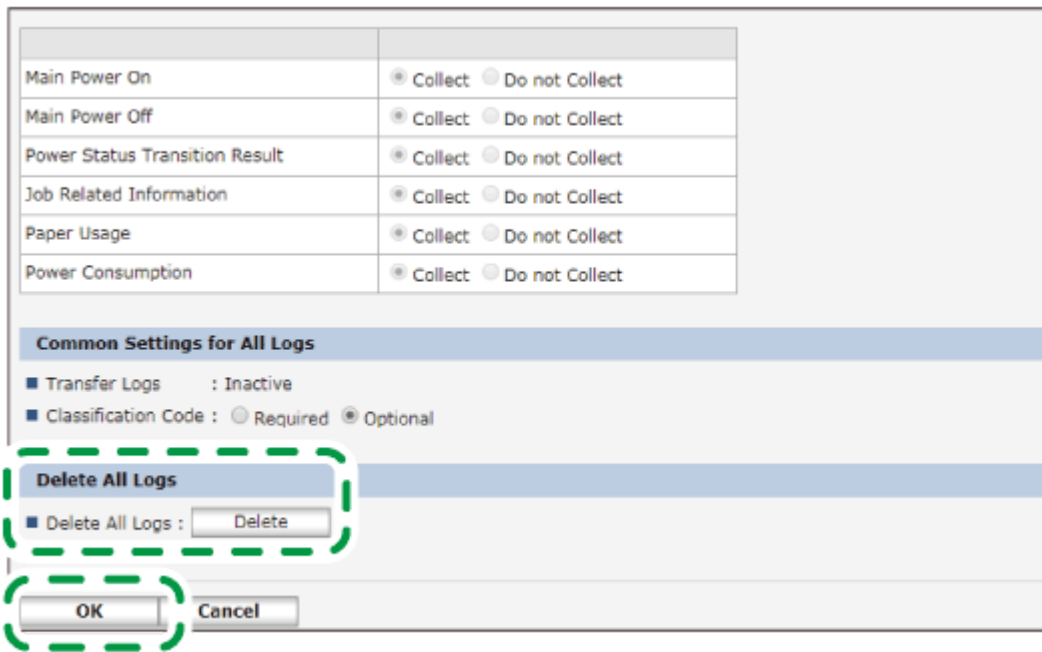 Main Power On Collect Do not Collect
Main Power Off Collect Do not Collect
Power Status Transition Result Collect Do not Collect
Job Related Information Collect Do not Collect
Paper Usage Collect Do not Collect
Power Consumption Collect Do not Collect
Common Settings for All Logs
Transfer Logs : Inactive
Classification Code : Required Optional
Delete All Logs
Delete All Logs : Delete
OK Cancel